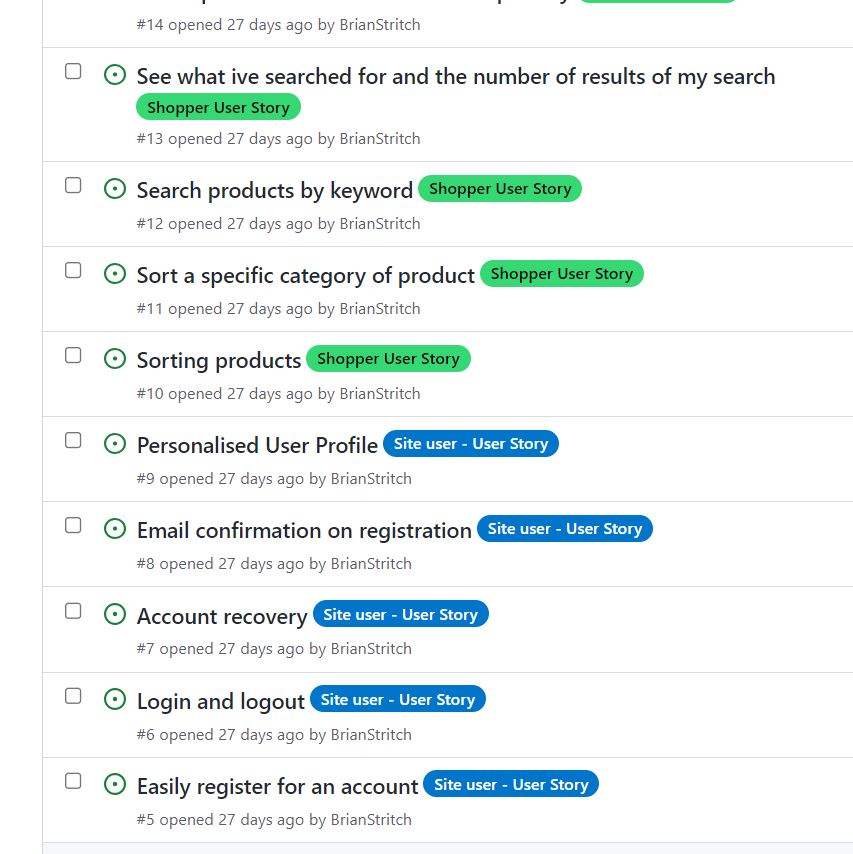 #14 opened 27 days ago by BrianStritch
See what ive searched for and the number of results of my search
Shopper User Story
#13 opened 27 days ago by BrianStritch
Search products by keyword Shopper User Story
#12 opened 27 days ago by BrianStritch
Sort a specific category of product Shopper User Story
#11 opened 27 days ago by BrianStritch
Sorting products Shopper User Story
#10 opened 27 days ago by BrianStritch
Personalised User Profile Site user - User Story
#9 opened 27 days ago by BrianStritch
Email confirmation on registration Site user - User Story
#8 opened 27 days ago by BrianStritch
Account recovery Site user - User Story
#7 opened 27 days ago by BrianStritch
Login and logout Site user - User Story
#6 opened 27 days ago by BrianStritch
Easily register for an account Site user - User Story
#5 opened 27 days ago by BrianStritch